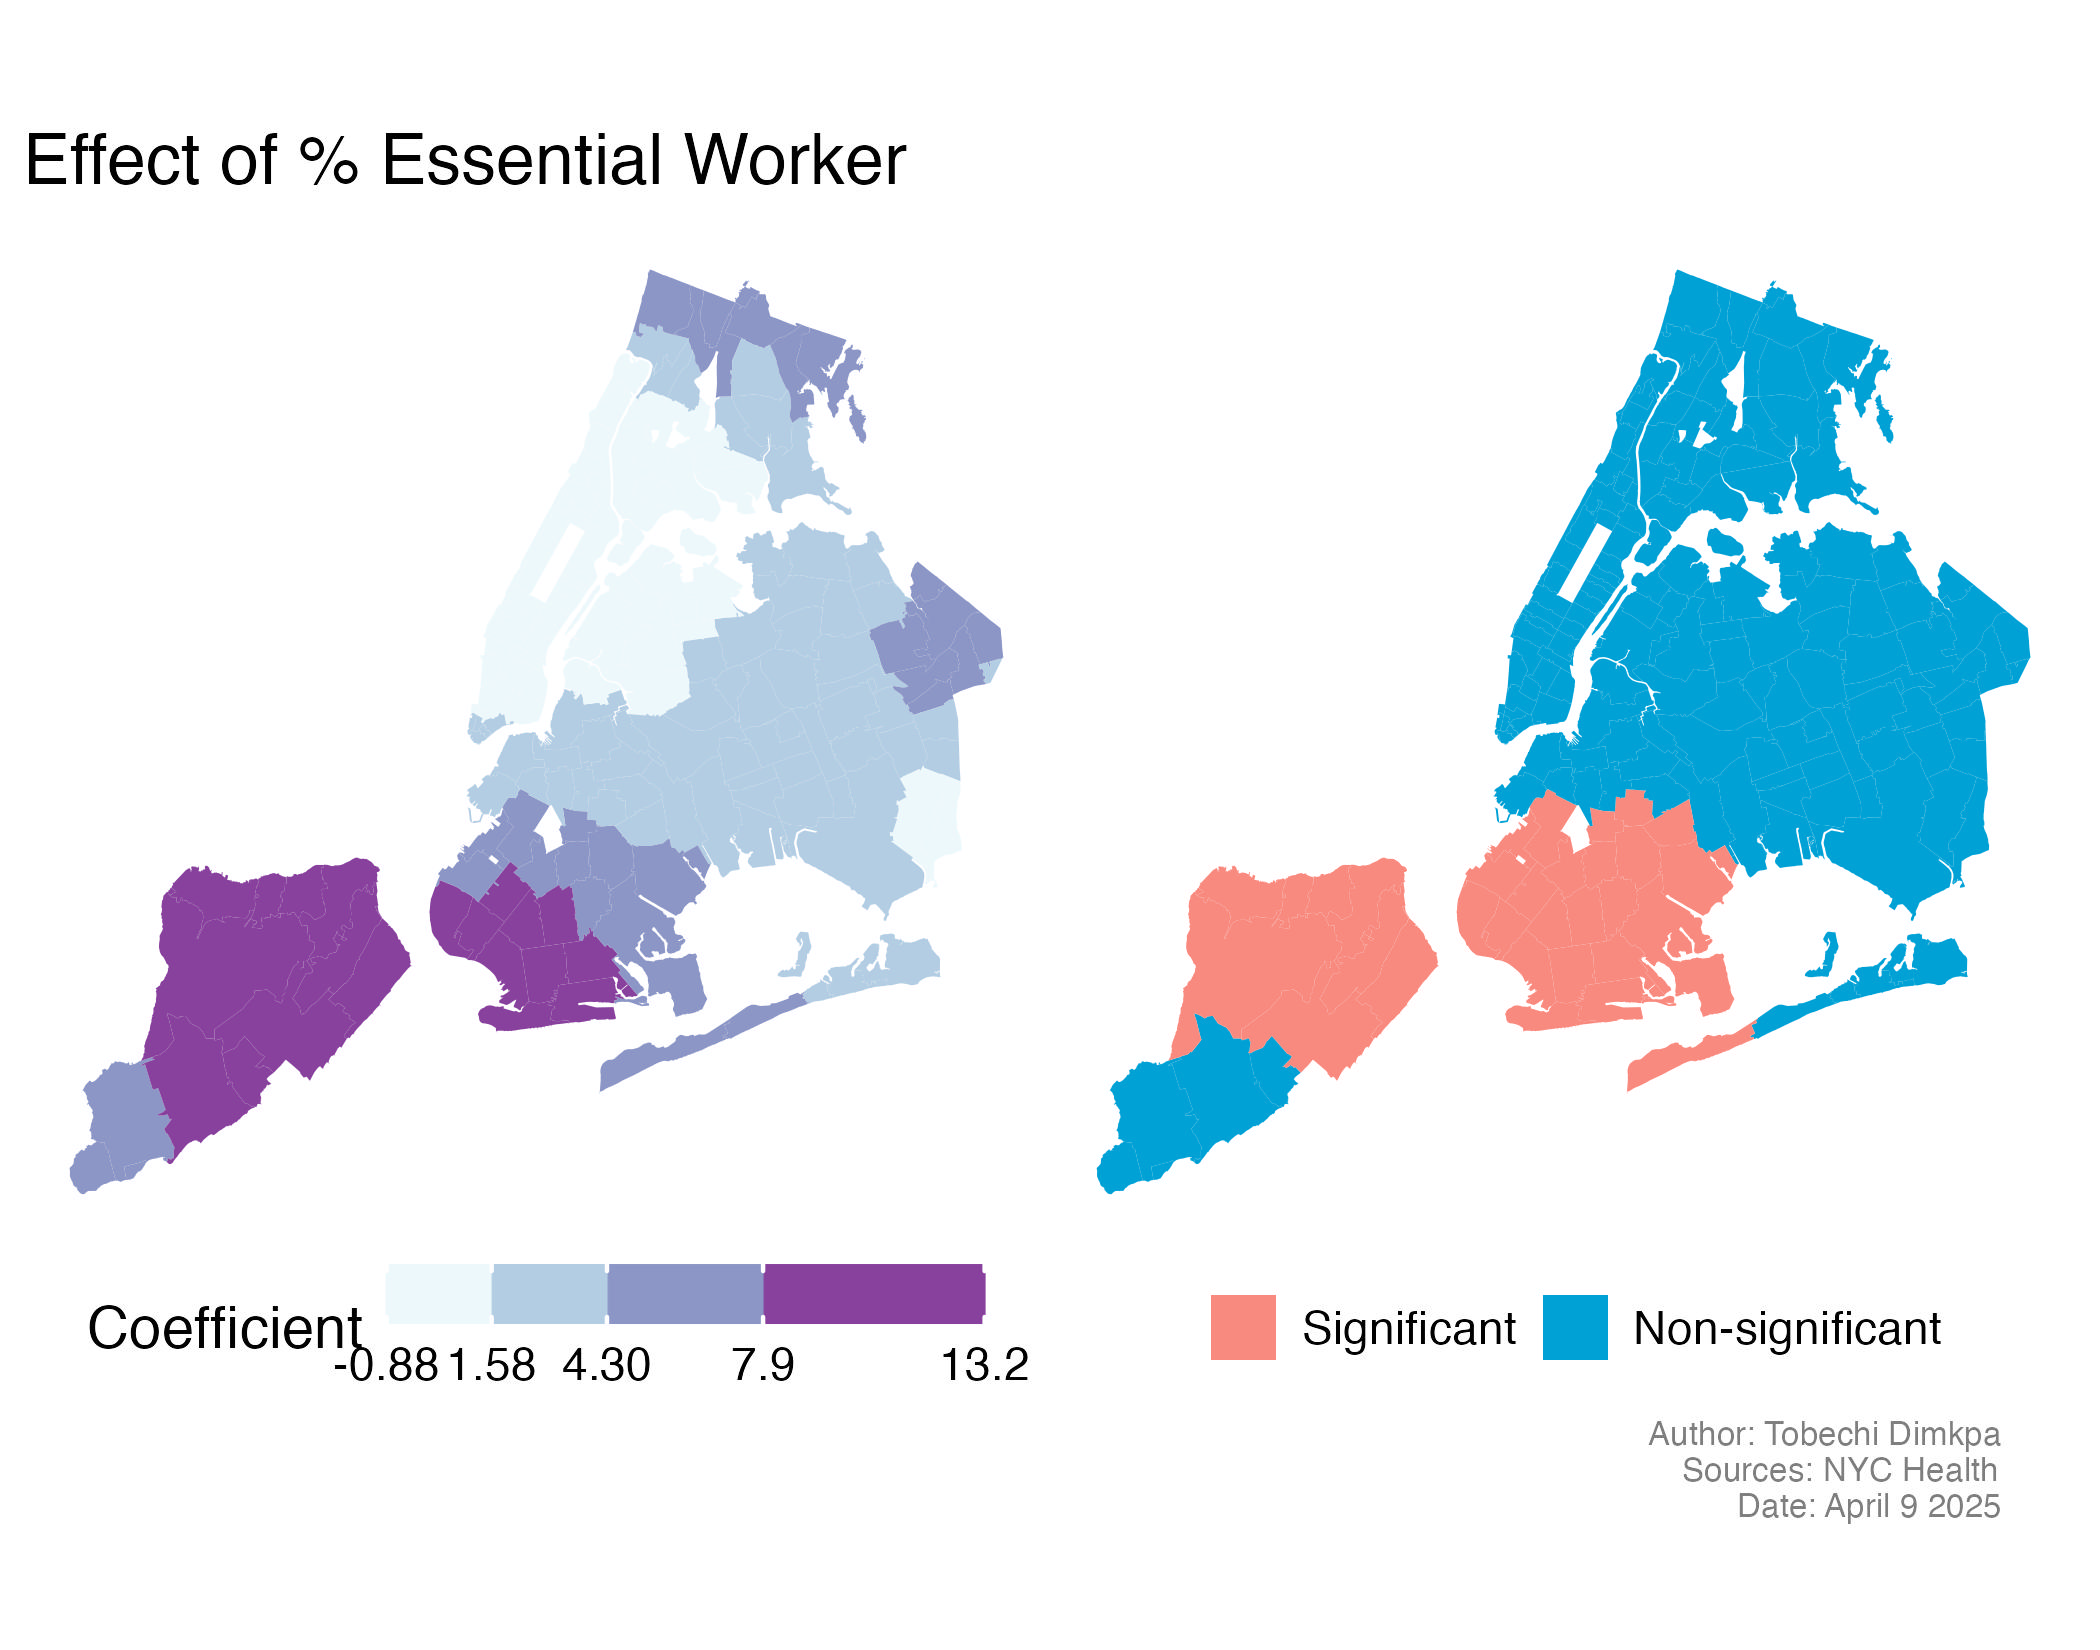 Effect of % Essential Worker
Coefficient
-0.88 1.58 4.30 7.9 13.2
Significant Non-significant
Author: Tobechi Dimkpa
Sources: NYC Health
Date: April 9 2025